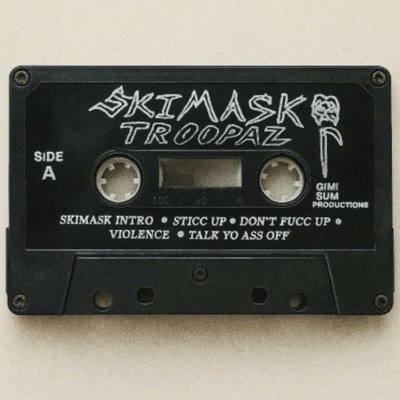 SKIMASK
TROOPAZ
SIDE
A
GIMI
SUM
PRODUCTIONS
SKIMASK INTRO • STICC UP • DON'T FUCC UP •
VIOLENCE • TALK YO ASS OFF